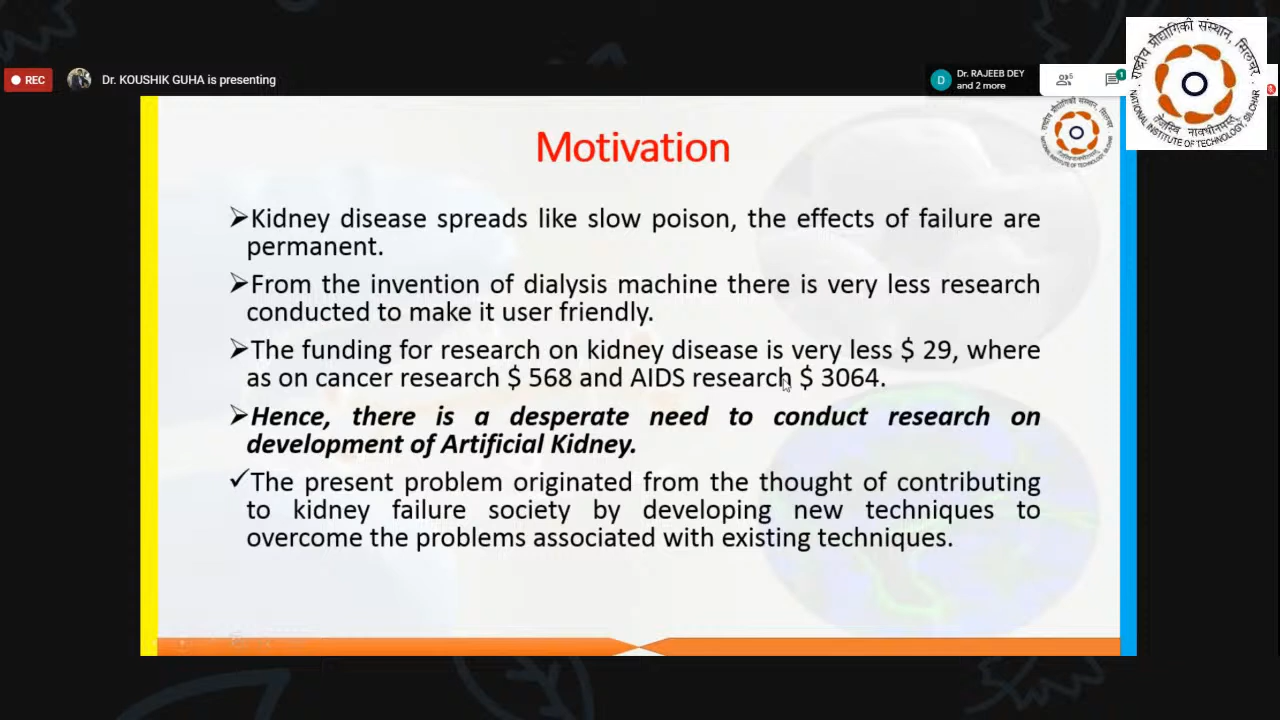 REC
Dr. KOUSHIK GUHA is presenting
D
Dr. RAJEEB DEY
and 2 more
6
1
राष्ट्रीय प्रौद्योगिकी संस्थान, सिलचर
NATIONAL INSTITUTE OF TECHNOLOGY, SILCHAR
तेजस्वि नावधीतमस्तु
Motivation
➢Kidney disease spreads like slow poison, the effects of failure are
permanent.
➢From the invention of dialysis machine there is very less research
conducted to make it user friendly.
➢The funding for research on kidney disease is very less $ 29, where
as on cancer research $ 568 and AIDS research $ 3064.
➢Hence, there is a desperate need to conduct research on
development of Artificial Kidney.
✓The present problem originated from the thought of contributing
to kidney failure society by developing new techniques to
overcome the problems associated with existing techniques.